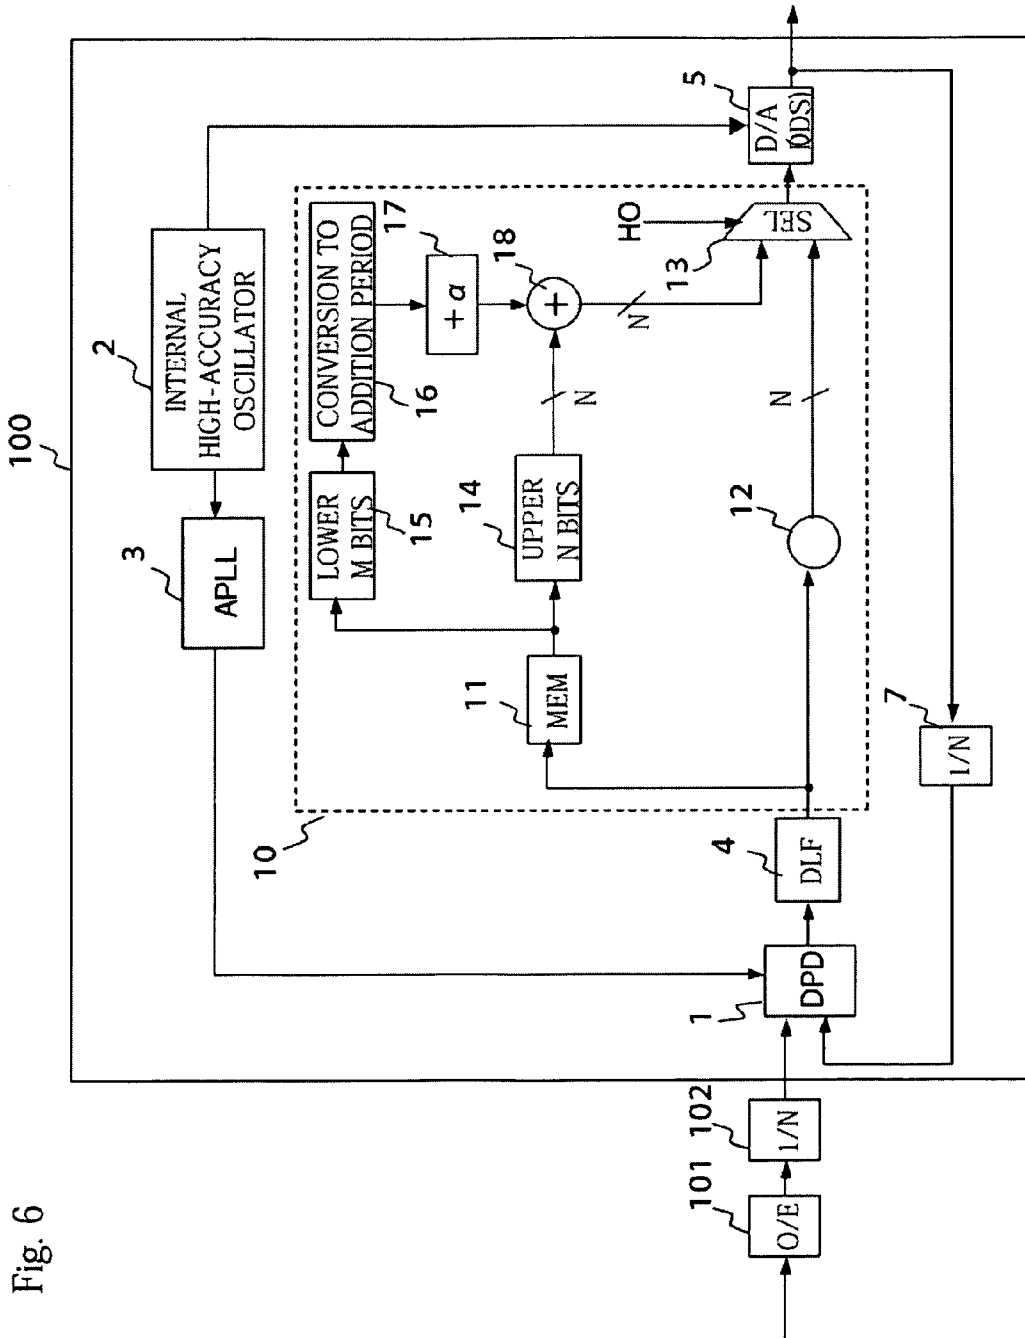 Fig. 6
100
2
INTERNAL
HIGH-ACCURACY
OSCILLATOR
3
APLL
10
LOWER
M BITS
15
CONVERSION TO
ADDITION PERIOD
16
17
+α
18
+
N
11
MEM
14
UPPER
N BITS
N
HO
13
SEL
5
D/A
(DDS)
12
N
4
DLF
1
DPD
7
1/N
101
O/E
102
1/N